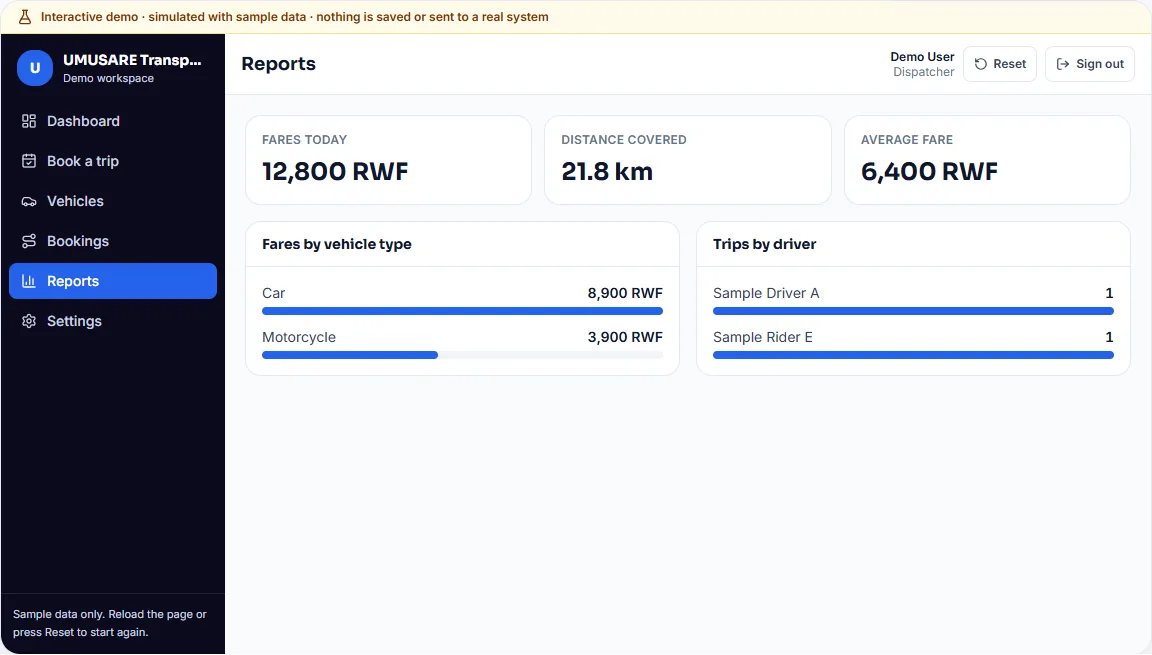 Interactive demo · simulated with sample data · nothing is saved or sent to a real system
U
UMUSARE Transp...
Demo workspace
Dashboard
Book a trip
Vehicles
Bookings
Reports
Settings
Sample data only. Reload the page or
press Reset to start again.
Reports
Demo User
Dispatcher
Reset
Sign out
FARES TODAY
12,800 RWF
DISTANCE COVERED
21.8 km
AVERAGE FARE
6,400 RWF
Fares by vehicle type
Car 8,900 RWF
Motorcycle 3,900 RWF
Trips by driver
Sample Driver A 1
Sample Rider E 1